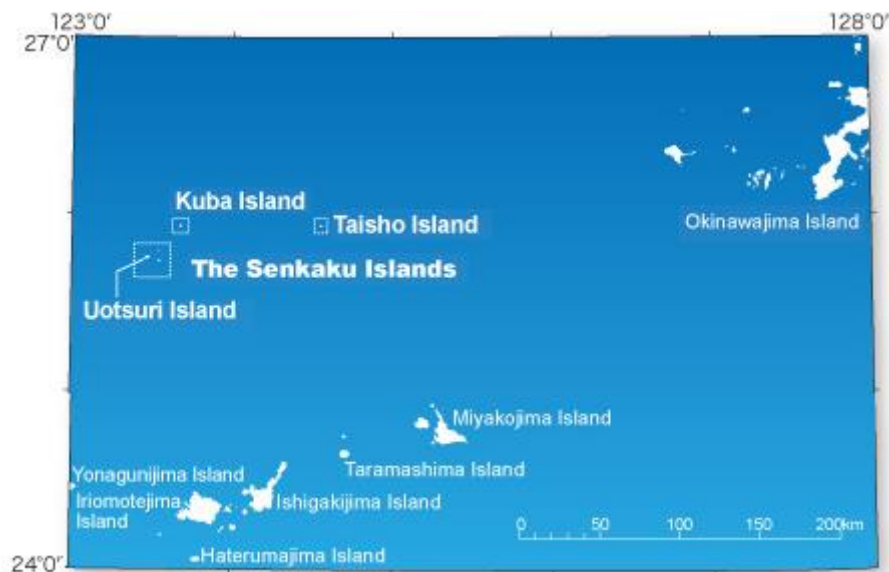 123°0′
128°0′
27°0′
Kuba Island
Taisho Island
Okinawajima Island
The Senkaku Islands
Uotsuri Island
Miyakojima Island
Taramashima Island
Yonagunijima Island
Iriomotejima
Island
Ishigakijima Island
0 50 100 150 200km
Haterumajima Island
24°0′